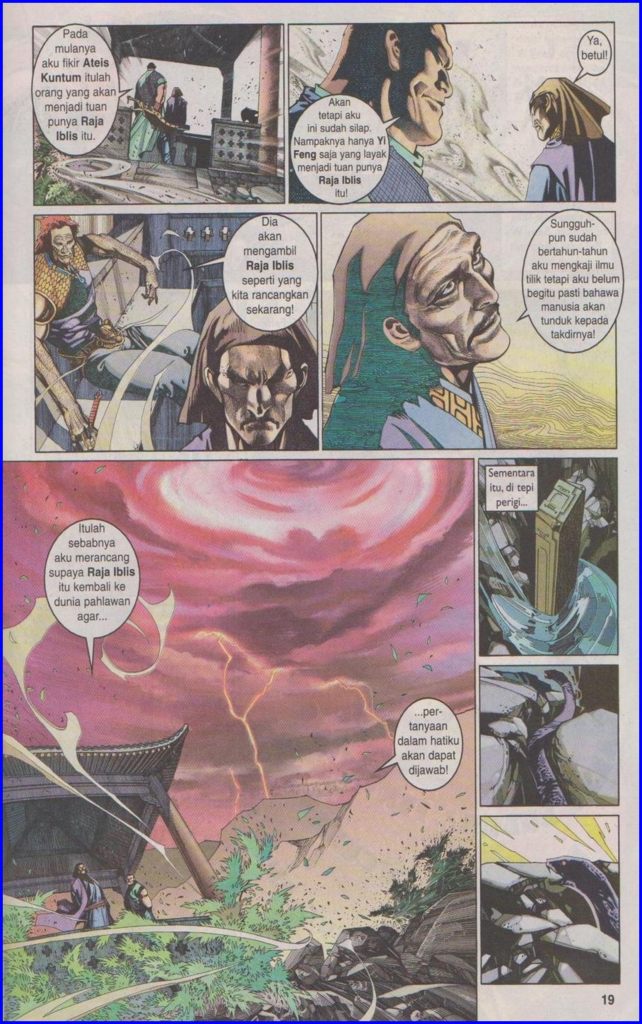 Pada
mulanya
aku fikir Ateis
Kuntum itulah
orang yang akan
menjadi tuan
punya Raja
Iblis itu.
Akan
tetapi aku
ini sudah silap.
Nampaknya hanya Yi
Feng saja yang layak
menjadi tuan punya
Raja Iblis
itu!
Ya,
betul!
Dia
akan
mengambil
Raja Iblis
seperti yang
kita rancangkan
sekarang!
Sungguh-
pun sudah
bertahun-tahun
aku mengkaji ilmu
tilik tetapi aku belum
begitu pasti bahawa
manusia akan
tunduk kepada
takdirnya!
Itulah
sebabnya
aku merancang
supaya Raja Iblis
itu kembali ke
dunia pahlawan
agar...
...per-
tanyaan
dalam hatiku
akan dapat
dijawab!
Sementara
itu, di tepi
perigi...
19